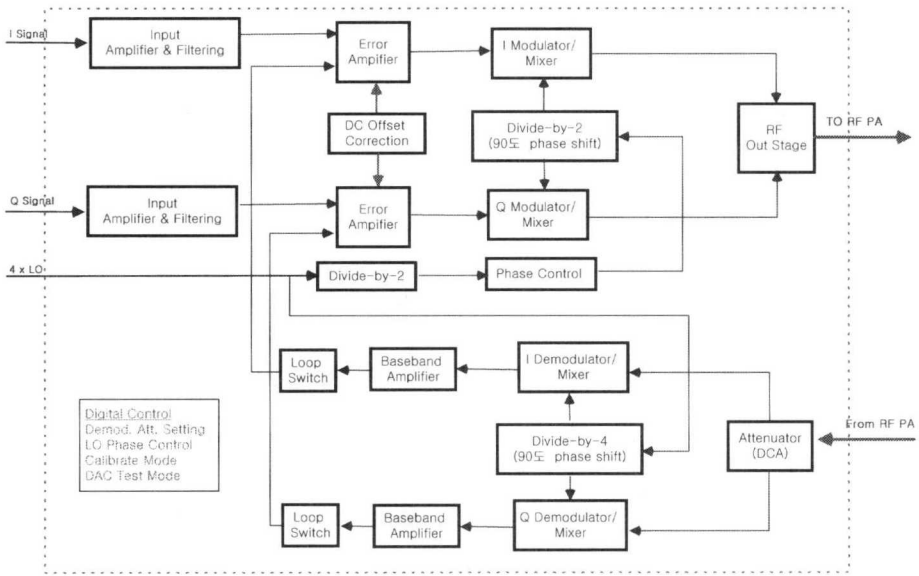 I Signal
Input
Amplifier & Filtering
Error
Ampifier
I Modulator/
Mixer
DC Offset
Correction
Divide-by-2
(90도 phase shift)
RF
Out Stage
TO RF PA
Q Signal
Input
Amplifier & Filtering
Error
Ampifier
Q Modulator/
Mixer
4 x LO
Divide-by-2
Phase Control
Loop
Switch
Baseband
Amplifier
I Demodulator/
Mixer
Digital Control
Demod. Att. Setting
LO Phase Control
Calibrate Mode
DAC Test Mode
Divide-by-4
(90도 phase shift)
Attenuator
(DCA)
From RF PA
Loop
Switch
Baseband
Amplifier
Q Demodulator/
Mixer